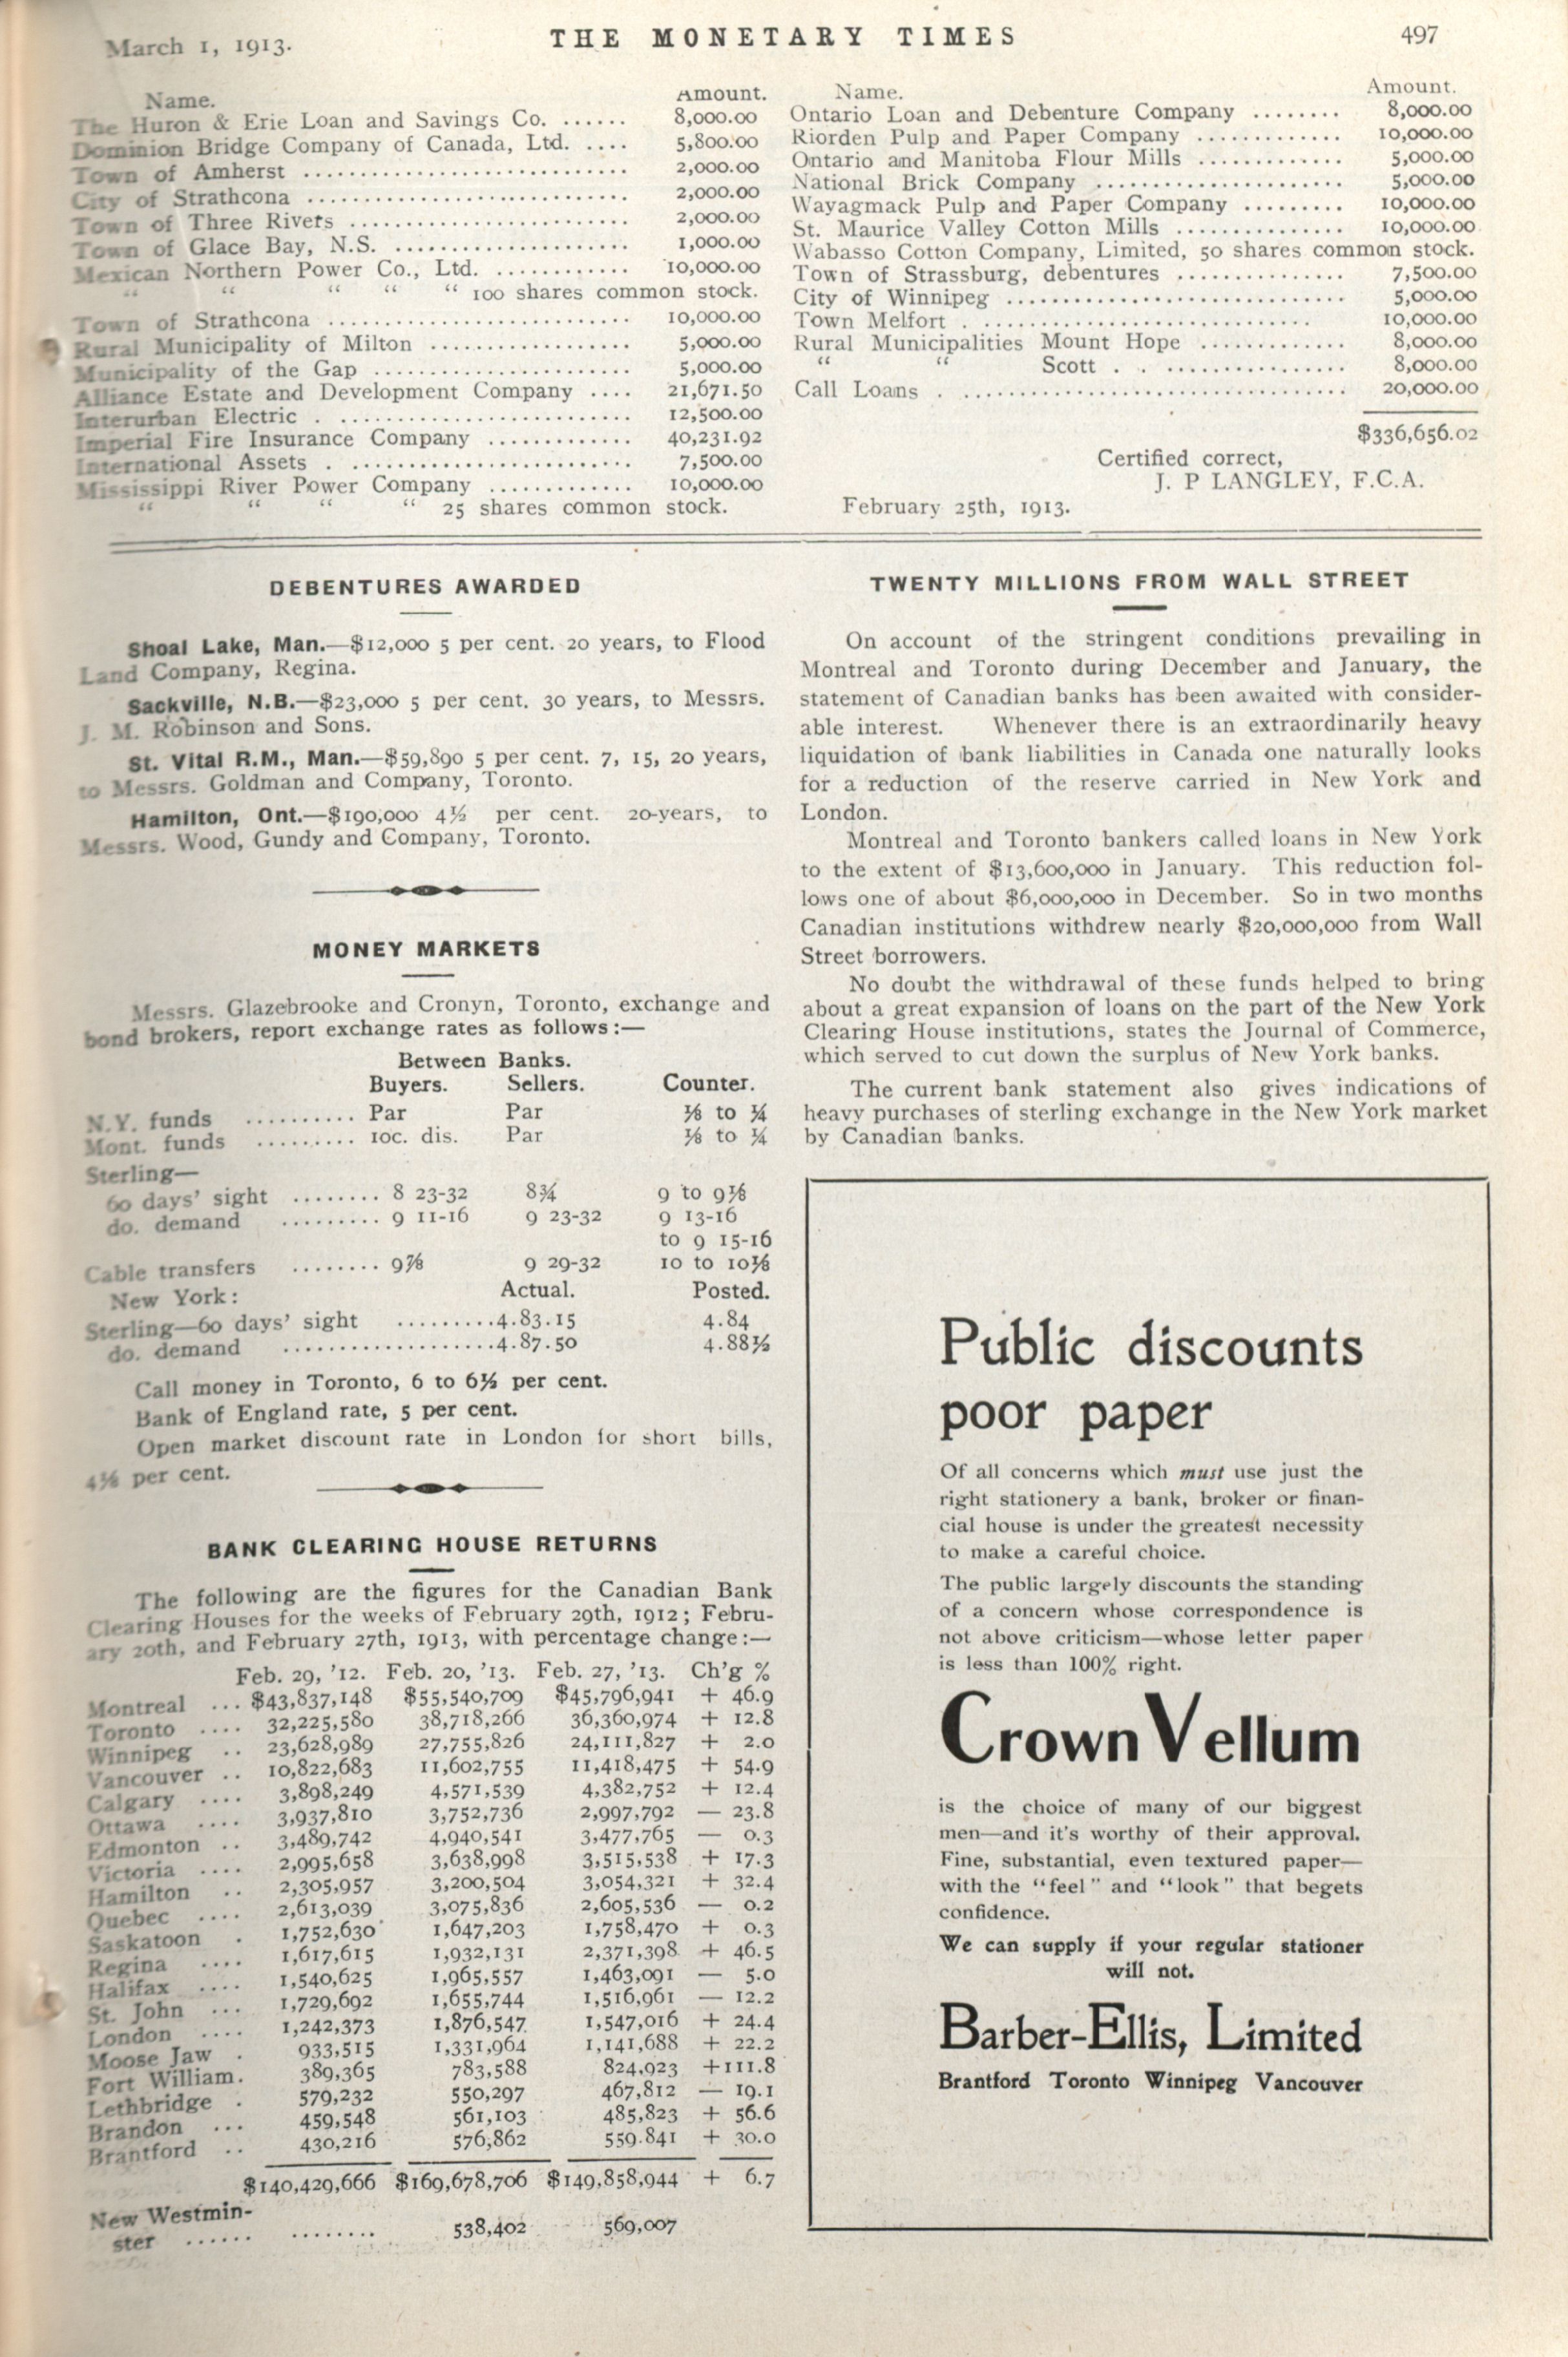 March 1, 1913.
THE MONETARY TIMES
497
Name.
Amount.
The Huron & Erie Loan and Savings Co. ...... 8,000.00
Dominion Bridge Company of Canada, Ltd. .... 5,800.00
Town of Amherst ............................ 2,000.00
City of Strathcona ........................... 2,000.00
Town of Three Rivers ........................ 2,000.00
Town of Glace Bay, N.S. .................... 1,000.00
Mexican Northern Power Co., Ltd. ............ 10,000.00
“ “ “ “ “ 100 shares common stock.
Town of Strathcona .......................... 10,000.00
Rural Municipality of Milton .................. 5,000.00
Municipality of the Gap ....................... 5,000.00
Alliance Estate and Development Company .... 21,671.50
Interurban Electric . .......................... 12,500.00
Imperial Fire Insurance Company ............. 40,231.92
International Assets . ........................ 7,500.00
Mississippi River Power Company ............. 10,000.00
“ “ “ “ 25 shares common stock.
Name.
Amount.
Ontario Loan and Debenture Company ........ 8,000.00
Riorden Pulp and Paper Company ............. 10,000.00
Ontario and Manitoba Flour Mills ............. 5,000.00
National Brick Company ...................... 5,000.00
Wayagmack Pulp and Paper Company ......... 10,000.00
St. Maurice Valley Cotton Mills ............... 10,000.00
Wabasso Cotton Company, Limited, 50 shares common stock.
Town of Strassburg, debentures ............... 7,500.00
City of Winnipeg .............................. 5,000.00
Town Melfort . ............................. 10,000.00
Rural Municipalities Mount Hope ............. 8,000.00
“ “ Scott . . ................ 8,000.00
Call Loans . .................................. 20,000.00
$336,656.02
Certified correct,
J. P LANGLEY, F.C.A.
February 25th, 1913.
DEBENTURES AWARDED
Shoal Lake, Man.—$12,000 5 per cent. 20 years, to Flood
Land Company, Regina.
Sackville, N.B.—$23,000 5 per cent. 30 years, to Messrs.
J. M. Robinson and Sons.
St. Vital R.M., Man.—$59,890 5 per cent. 7, 15, 20 years,
to Messrs. Goldman and Company, Toronto.
Hamilton, Ont.—$190,000 4½ per cent. 20-years, to
Messrs. Wood, Gundy and Company, Toronto.
MONEY MARKETS
Messrs. Glazebrooke and Cronyn, Toronto, exchange and
bond brokers, report exchange rates as follows:—
Between Banks.
Buyers. Sellers. Counter.
N.Y. funds .......... Par Par ⅛ to ¼
Mont. funds ......... 10c. dis. Par ⅛ to ¼
Sterling—
60 days' sight ........ 8 23-32 8¾ 9 to 9⅛
do. demand ......... 9 11-16 9 23-32 9 13-16
to 9 15-16
Cable transfers ........ 9⅞ 9 29-32 10 to 10⅛
New York: Actual. Posted.
Sterling—60 days' sight .........4.83.15 4.84
do. demand ...................4.87.50 4.88½
Call money in Toronto, 6 to 6½ per cent.
Bank of England rate, 5 per cent.
Open market discount rate in London for short bills,
per cent.
BANK CLEARING HOUSE RETURNS
The following are the figures for the Canadian Bank
Clearing Houses for the weeks of February 29th, 1912; Febru-
ary 20th, and February 27th, 1913, with percentage change:—
Feb. 29, '12. Feb. 20, '13. Feb. 27, '13. Ch'g %
Montreal ... $43,837,148 $55,540,709 $45,796,941 + 46.9
Toronto .... 32,225,580 38,718,266 36,360,974 + 12.8
Winnipeg .. 23,628,989 27,755,826 24,111,827 + 2.0
Vancouver .. 10,822,683 11,602,755 11,418,475 + 54.9
Calgary .... 3,898,249 4,571,539 4,382,752 + 12.4
Ottawa .... 3,937,810 3,752,736 2,997,792 — 23.8
Edmonton .. 3,489,742 4,940,541 3,477,765 — 0.3
Victoria .... 2,995,658 3,638,998 3,515,538 + 17.3
Hamilton .. 2,305,957 3,200,504 3,054,321 + 32.4
Quebec .... 2,613,039 3,075,836 2,605,536 — 0.2
Saskatoon . 1,752,630 1,647,203 1,758,470 + 0.3
Regina .... 1,617,615 1,932,131 2,371,398 + 46.5
Halifax .... 1,540,625 1,965,557 1,463,091 — 5.0
St. John ... 1,729,692 1,655,744 1,516,961 — 12.2
London .... 1,242,373 1,876,547 1,547,016 + 24.4
Moose Jaw . 933,515 1,331,964 1,141,688 + 22.2
Fort William. 389,365 783,588 824,923 +111.8
Lethbridge . 579,232 550,297 467,812 — 19.1
Brandon ... 459,548 561,103 485,823 + 56.6
Brantford .. 430,216 576,862 559.841 + 30.0
$140,429,666 $169,678,706 $149,858,944 + 6.7
New Westmin-
ster ...... ........ 538,402 569,007
TWENTY MILLIONS FROM WALL STREET
On account of the stringent conditions prevailing in
Montreal and Toronto during December and January, the
statement of Canadian banks has been awaited with consider-
able interest. Whenever there is an extraordinarily heavy
liquidation of bank liabilities in Canada one naturally looks
for a reduction of the reserve carried in New York and
London.
Montreal and Toronto bankers called loans in New York
to the extent of $13,600,000 in January. This reduction fol-
lows one of about $6,000,000 in December. So in two months
Canadian institutions withdrew nearly $20,000,000 from Wall
Street borrowers.
No doubt the withdrawal of these funds helped to bring
about a great expansion of loans on the part of the New York
Clearing House institutions, states the Journal of Commerce,
which served to cut down the surplus of New York banks.
The current bank statement also gives indications of
heavy purchases of sterling exchange in the New York market
by Canadian banks.
Public discounts
poor paper
Of all concerns which must use just the
right stationery a bank, broker or finan-
cial house is under the greatest necessity
to make a careful choice.
The public largely discounts the standing
of a concern whose correspondence is
not above criticism—whose letter paper
is less than 100% right.
Crown Vellum
is the choice of many of our biggest
men—and it's worthy of their approval.
Fine, substantial, even textured paper—
with the “feel” and “look” that begets
confidence.
We can supply if your regular stationer
will not.
Barber-Ellis, Limited
Brantford Toronto Winnipeg Vancouver